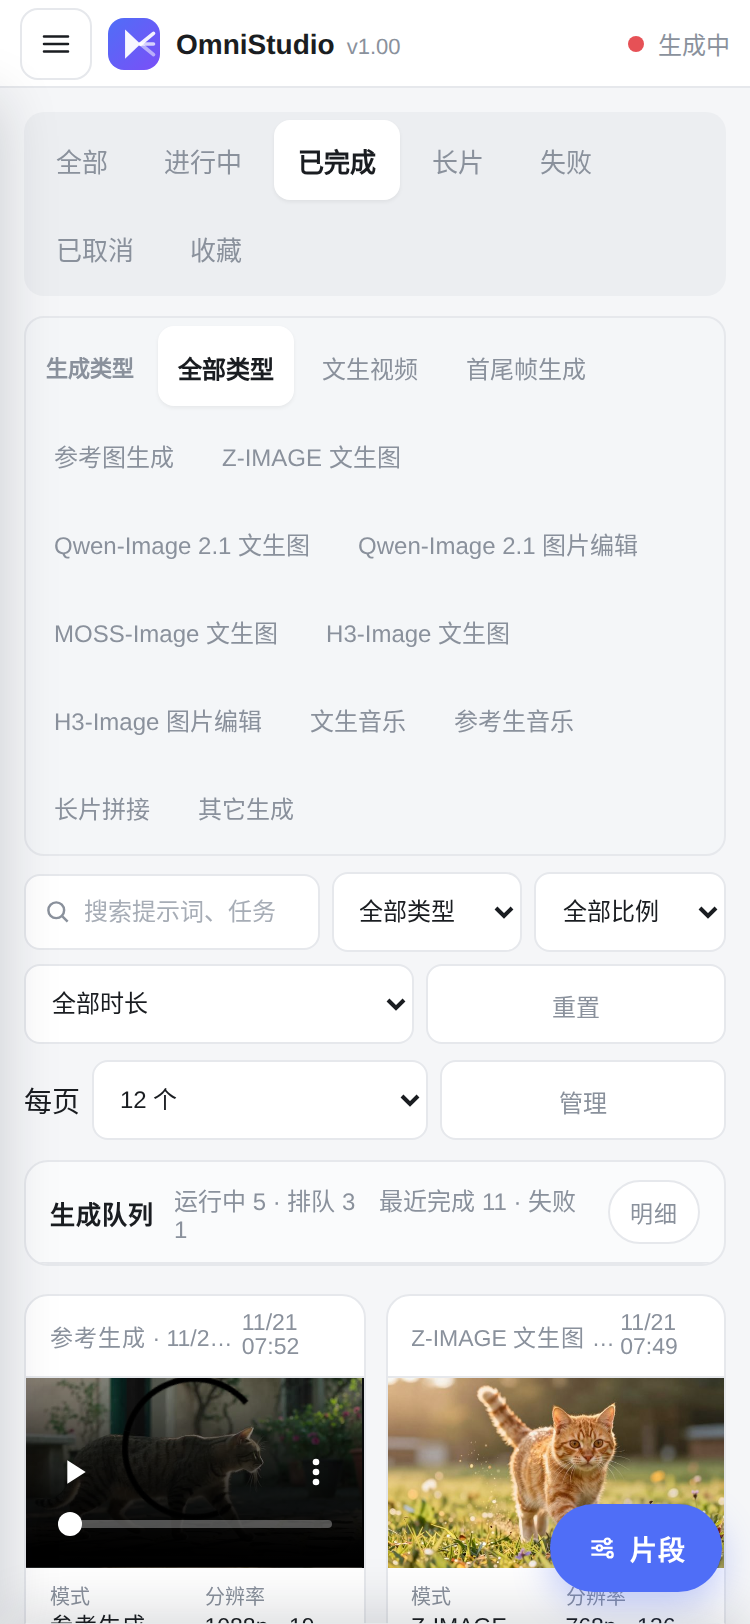 OmniStudio v1.00 生成中
全部 进行中 已完成 长片 失败
已取消 收藏
生成类型 全部类型 文生视频 首尾帧生成
参考图生成 Z-IMAGE 文生图
Qwen-Image 2.1 文生图 Qwen-Image 2.1 图片编辑
MOSS-Image 文生图 H3-Image 文生图
H3-Image 图片编辑 文生音乐 参考生音乐
长片拼接 其它生成
搜索提示词、任务 全部类型 全部比例
全部时长 重置
每页 12 个 管理
生成队列 运行中 5 · 排队 3 最近完成 11 · 失败 1 明细
参考生成 · 11/2… 11/21 07:52
Z-IMAGE 文生图 … 11/21 07:49
片段
模式 分辨率 模式 分辨率